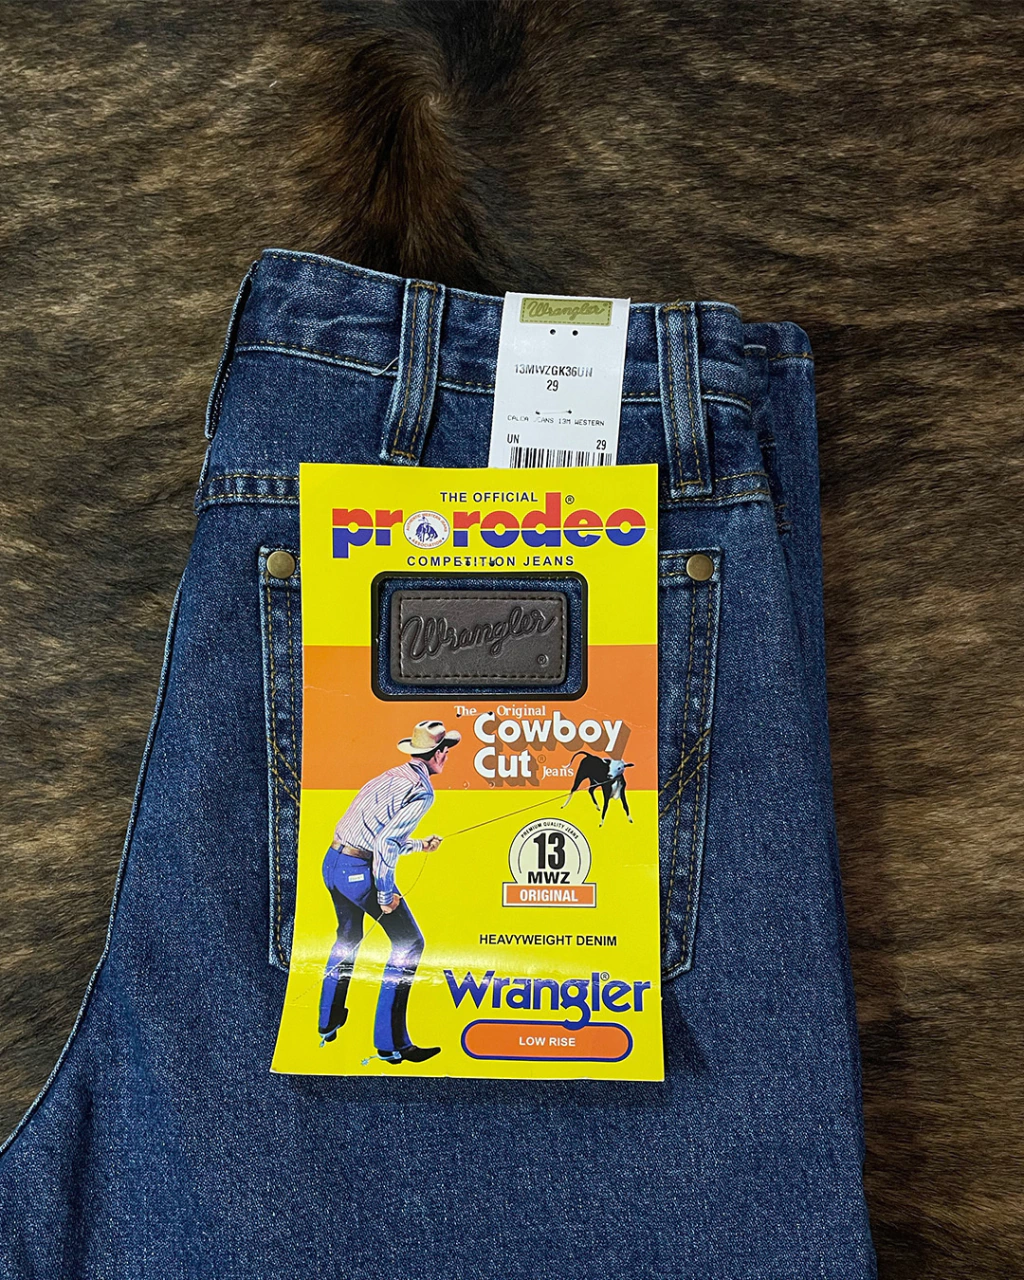 Wrangler®
13MWZGK36UN
29
CALCA JEANS 13M WESTERN
UN 29
THE OFFICIAL
prorodeo®
COMPETITION JEANS
Wrangler®
The Original
Cowboy
Cut® Jeans
PREMIUM QUALITY JEANS
13
MWZ
ORIGINAL
HEAVYWEIGHT DENIM
Wrangler®
LOW RISE